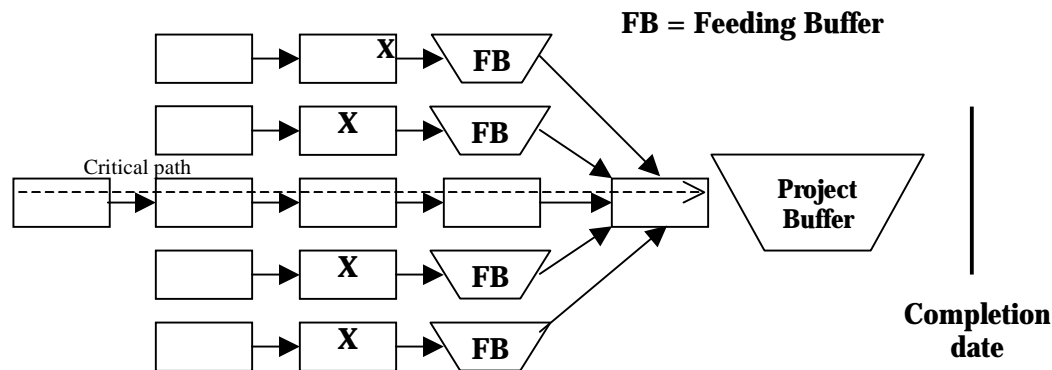 FB = Feeding Buffer
X
FB
X
FB
Critical path
Project
Buffer
X
FB
X
FB
Completion
date